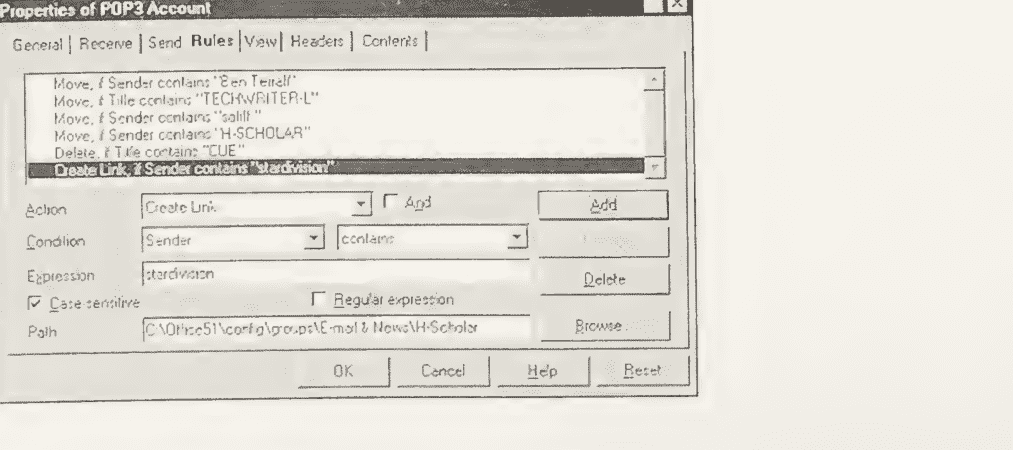 Properties of POP3 Account
General | Receive | Send Rules | View | Headers | Contents |
Move, if Sender contains "Ben Terrall"
Move, if Title contains "TECHWRITER-L"
Move, if Sender contains
Move, if Sender contains "H-SCHOLAR"
Delete, if Title contains "CUE"
Create Link, if Sender contains "stardivision"
Action Create Link And Add
Condition Sender contains
Expression stardivision Delete
Case sensitive Regular expression
Path C:\Office51\config\groups\E-mail & News\H-Scholar Browse...
OK Cancel Help Reset